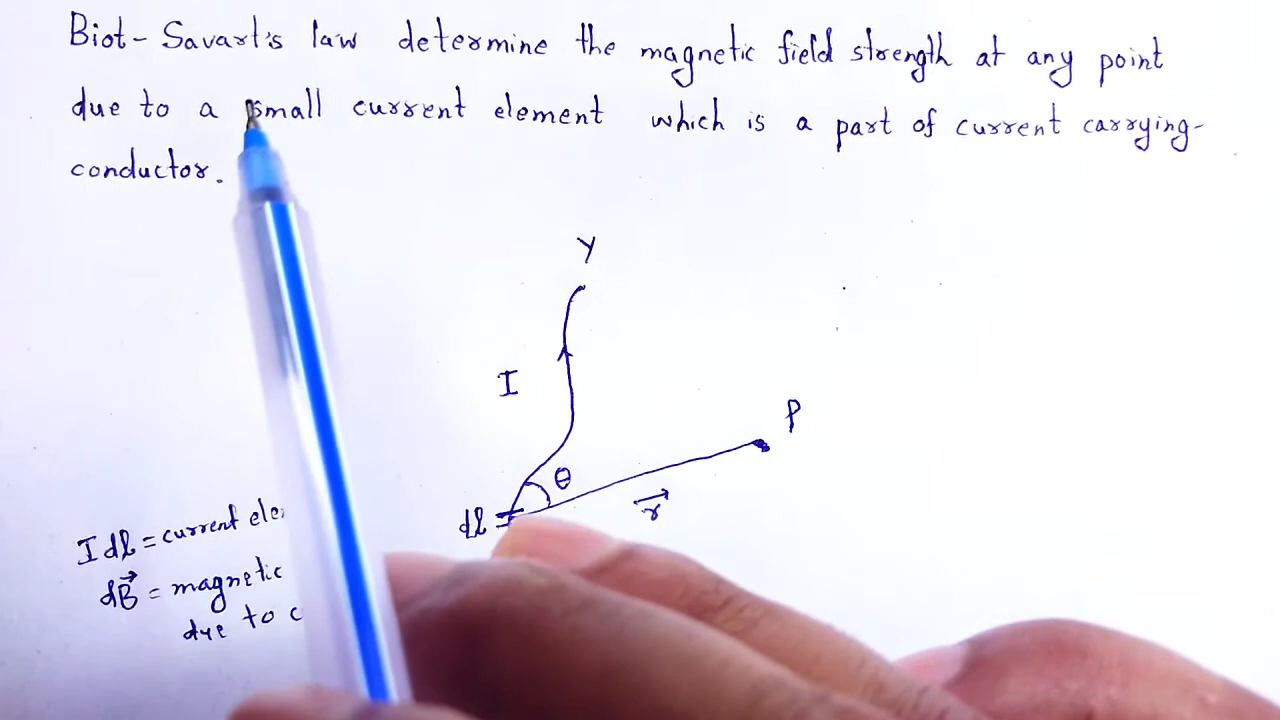 Biot-Savart's law determine the magnetic field strength at any point
due to a small current element which is a part of current carrying-
conductor.
Y
I
P
θ
r⃗
dl
I dl = current
dB⃗ = magnetic
due to